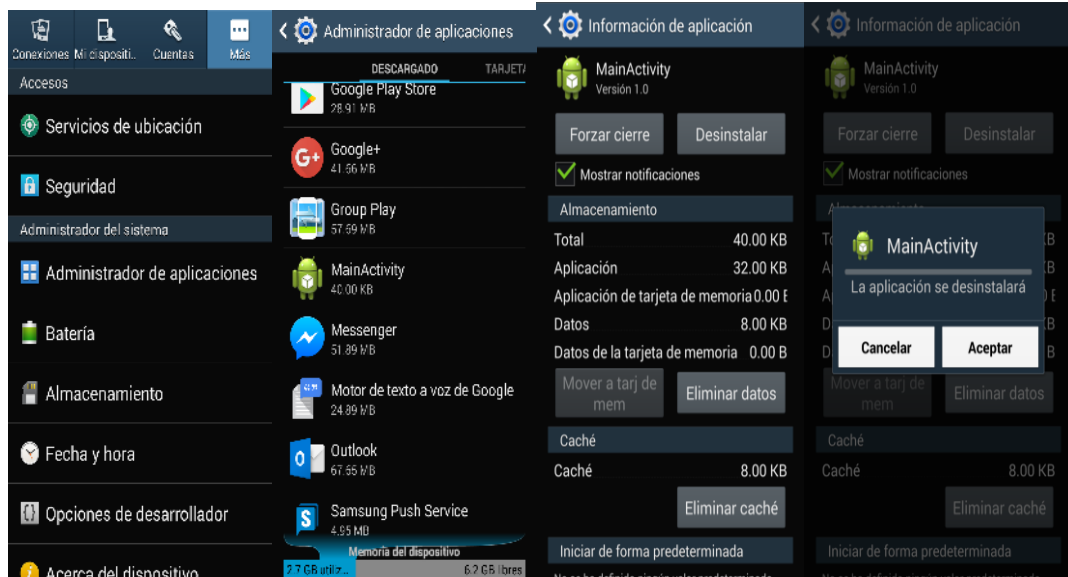 Conexiones Mi dispositi.. Cuentas Más
Accesos
Servicios de ubicación
Seguridad
Administrador del sistema
Administrador de aplicaciones
Batería
Almacenamiento
Fecha y hora
Opciones de desarrollador
Acerca del dispositivo
Administrador de aplicaciones
DESCARGADO TARJETA
Google Play Store
28.91 MB
Google+
41.56 MB
Group Play
57.59 MB
MainActivity
40.00 KB
Messenger
51.89 MB
Motor de texto a voz de Google
24.89 MB
Outlook
67.55 MB
Samsung Push Service
4.95 MB
Memoria del dispositivo
2.7 GB utiliz... 6.2 GB libres
Información de aplicación
MainActivity
Versión 1.0
Forzar cierre Desinstalar
Mostrar notificaciones
Almacenamiento
Total 40.00 KB
Aplicación 32.00 KB
Aplicación de tarjeta de memoria 0.00 B
Datos 8.00 KB
Datos de la tarjeta de memoria 0.00 B
Mover a tarj de
mem
Eliminar datos
Caché
Caché 8.00 KB
Eliminar caché
Iniciar de forma predeterminada
Información de aplicación
MainActivity
Versión 1.0
Forzar cierre Desinstalar
Mostrar notificaciones
MainActivity
La aplicación se desinstalará
Cancelar Aceptar
Mover a tarj de
mem
Eliminar datos
Caché
Caché 8.00 KB
Eliminar caché
Iniciar de forma predeterminada